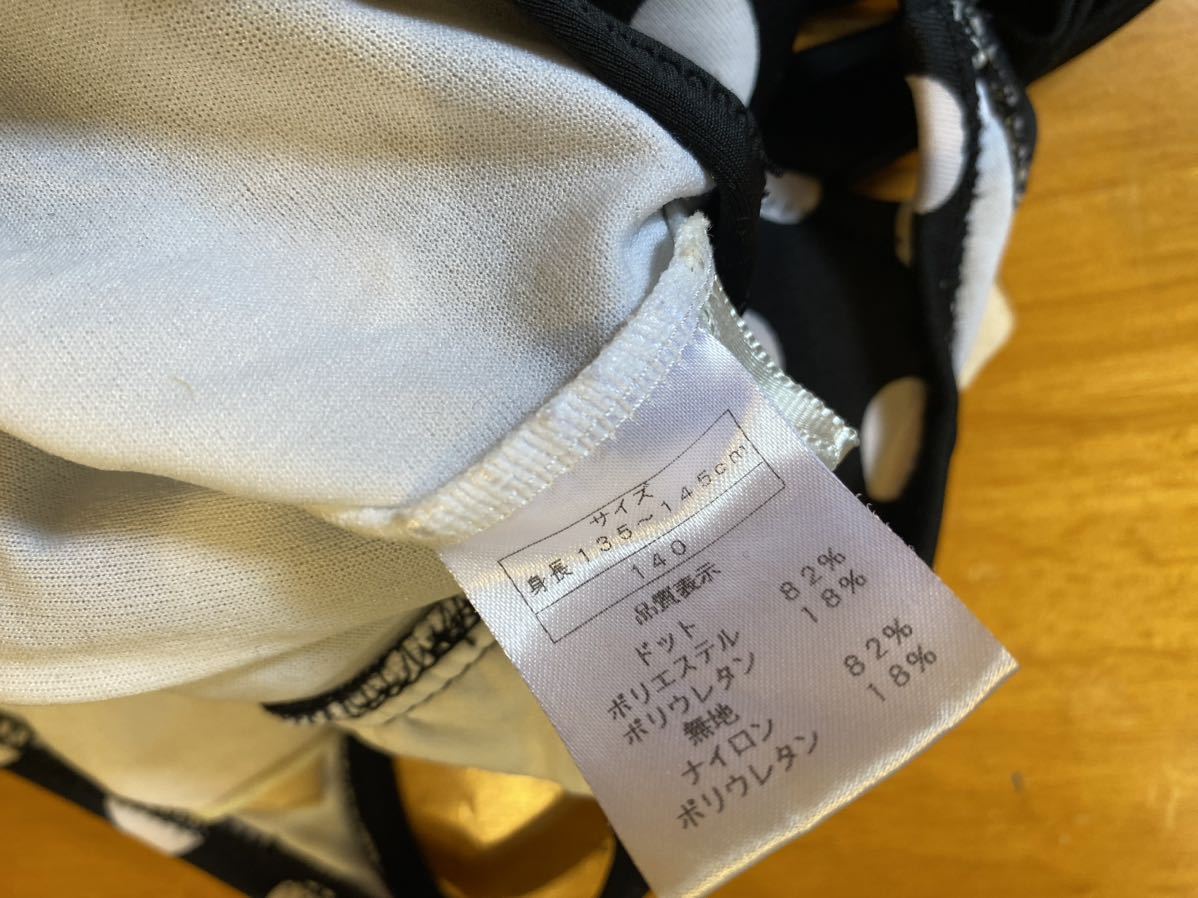 サイズ
身長135~145cm
140
品質表示
ドット
ポリエステル 82%
ポリウレタン 18%
無地
ナイロン 82%
ポリウレタン 18%